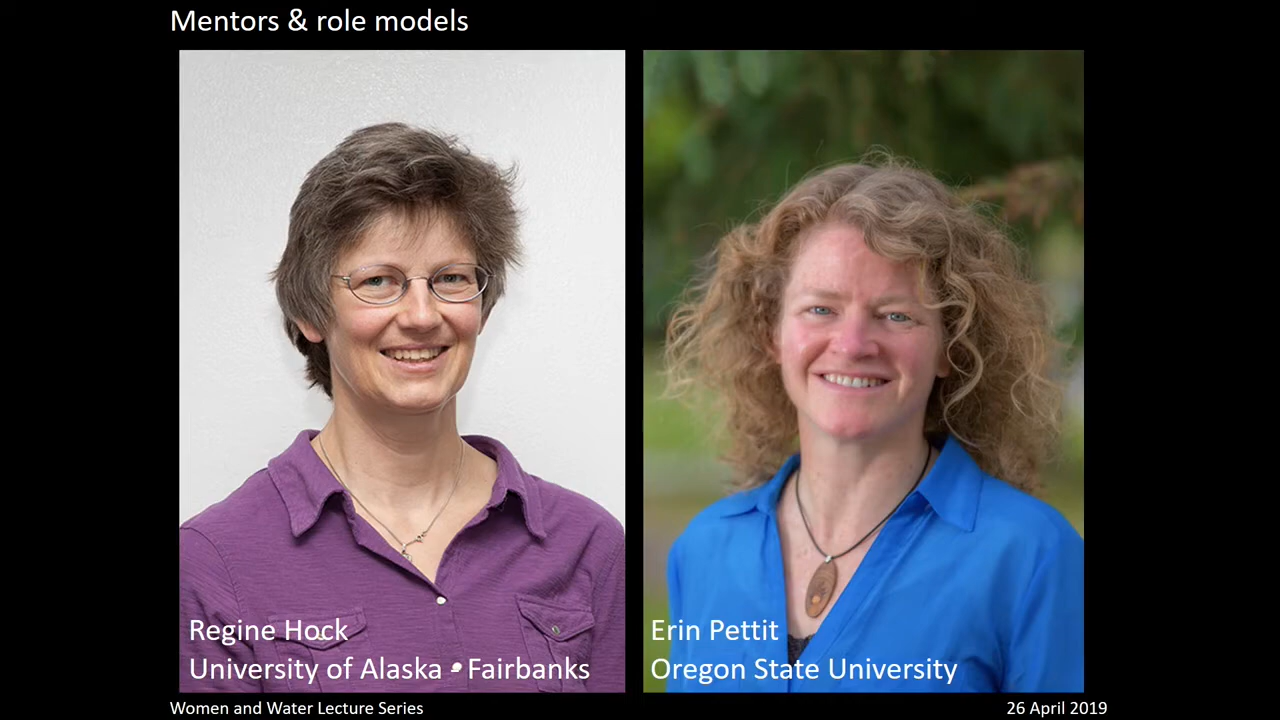 Mentors & role models
Regine Hock
University of Alaska • Fairbanks
Erin Pettit
Oregon State University
Women and Water Lecture Series
26 April 2019